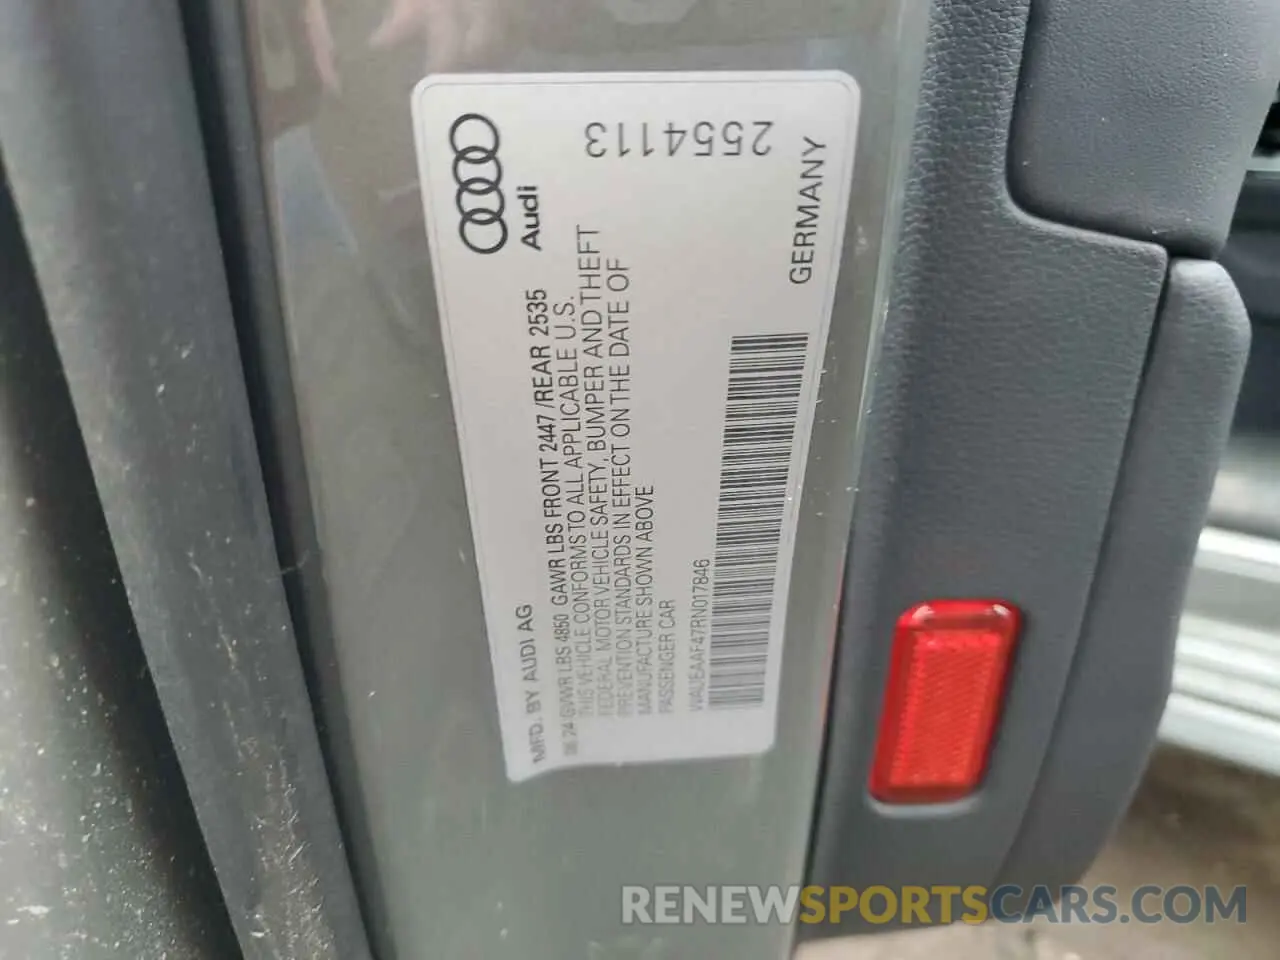 Audi
2554113
MFD. BY AUDI AG
24 GVWR LBS 4850 GAWR LBS FRONT 2447 /REAR 2535
THIS VEHICLE CONFORMS TO ALL APPLICABLE U.S.
FEDERAL MOTOR VEHICLE SAFETY, BUMPER AND THEFT
PREVENTION STANDARDS IN EFFECT ON THE DATE OF
MANUFACTURE SHOWN ABOVE
PASSENGER CAR
WAUEAAF47RN017846
GERMANY
RENEWSPORTSCARS.COM